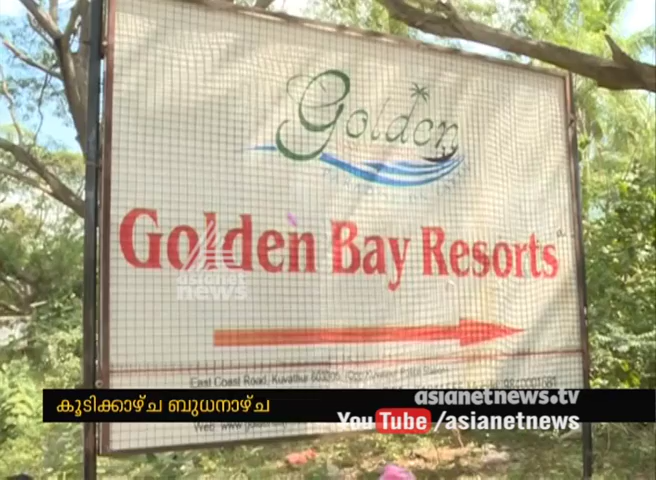 Golden
Golden Bay Resorts
asianet
news
East Coast Road, Kuvathur
കൂടിക്കാഴ്ച ബുധനാഴ്ച
asianetnews.tv
YouTube/asianetnews